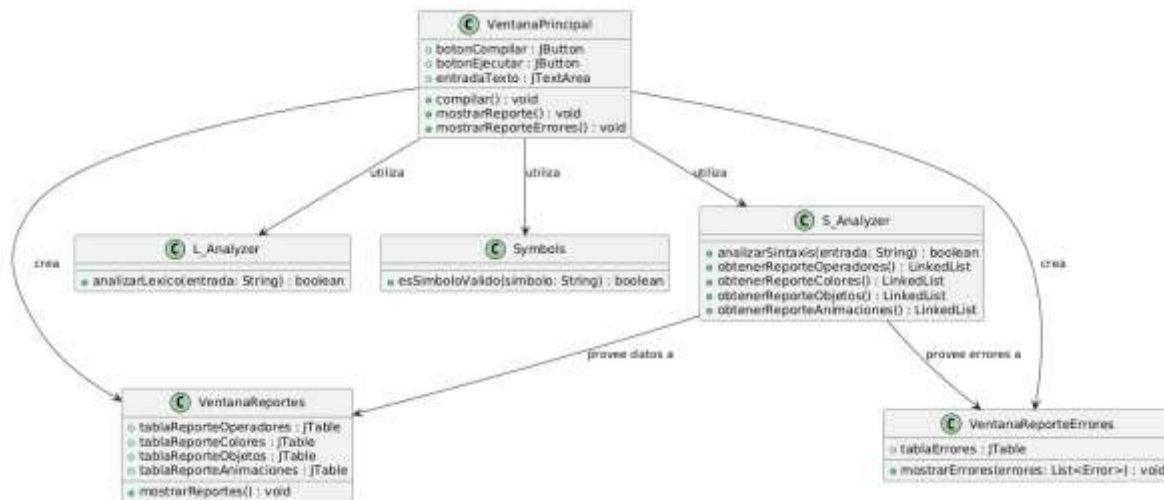 C VentanaPrincipal
botonCompilar : JButton
botonEjecutar : JButton
entradaTexto : JTextArea
compilar() : void
mostrarReporte() : void
mostrarReporteErrores() : void
utiliza
utiliza
utiliza
crea
crea
C L_Analyzer
analizarLexico(entrada: String) : boolean
C Symbols
esSimboloValido(simbolo: String) : boolean
C S_Analyzer
analizarSintaxis(entrada: String) : boolean
obtenerReporteOperadores() : LinkedList
obtenerReporteColores() : LinkedList
obtenerReporteObjetos() : LinkedList
obtenerReporteAnimaciones() : LinkedList
provee datos a
provee errores a
C VentanaReportes
tablaReporteOperadores : JTable
tablaReporteColores : JTable
tablaReporteObjetos : JTable
tablaReporteAnimaciones : JTable
mostrarReportes() : void
C VentanaReporteErrores
tablaErrores : JTable
mostrarErrores(errores: List<Error>) : void